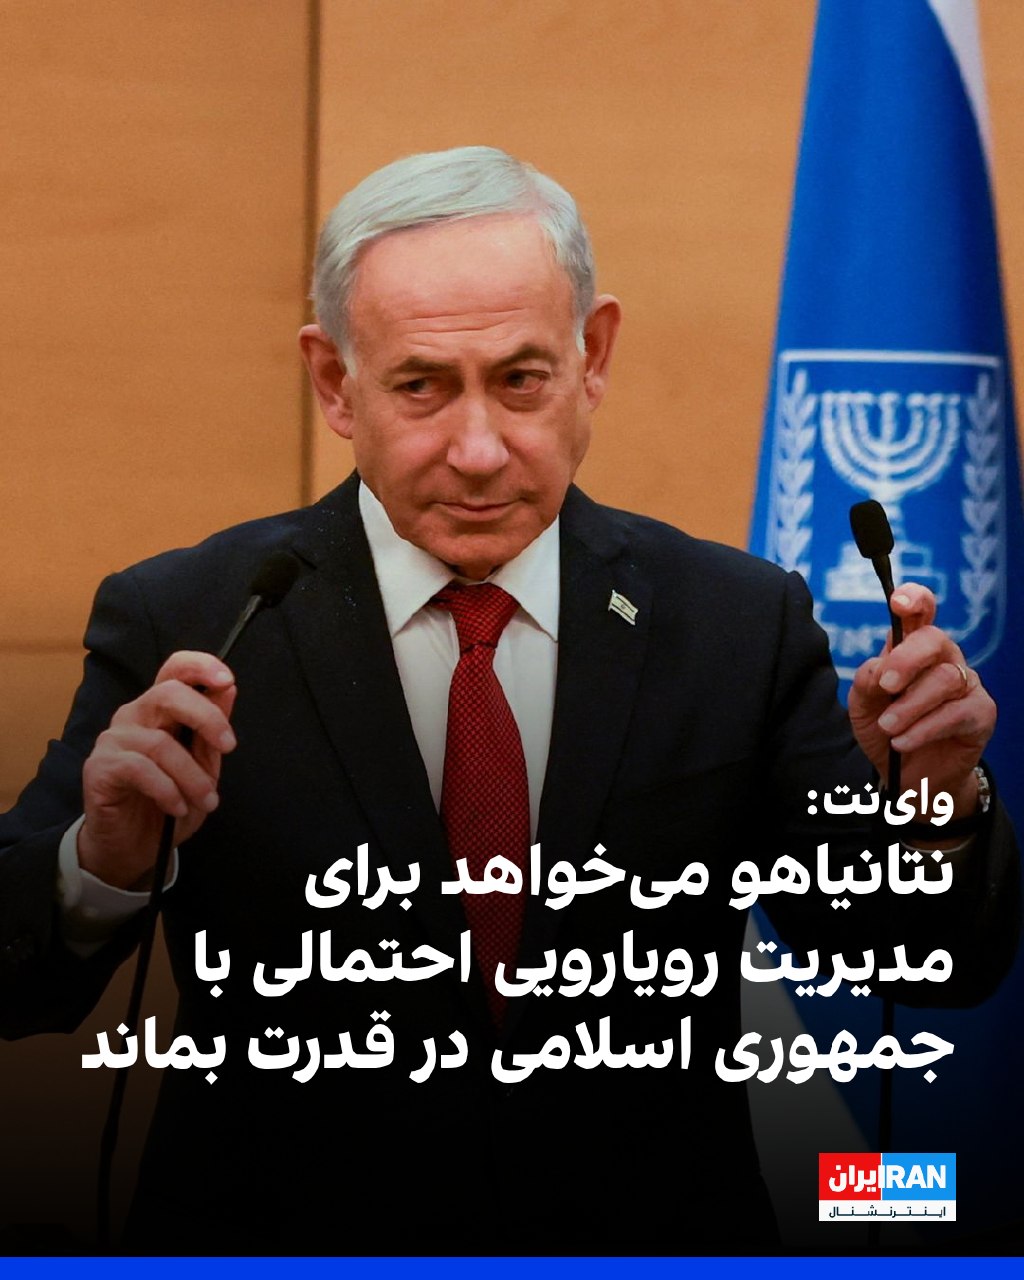 وای‌نت:
نتانیاهو می‌خواهد برای
مدیریت رویارویی احتمالی با
جمهوری اسلامی در قدرت بماند
ایران IRAN
اینترنشنال